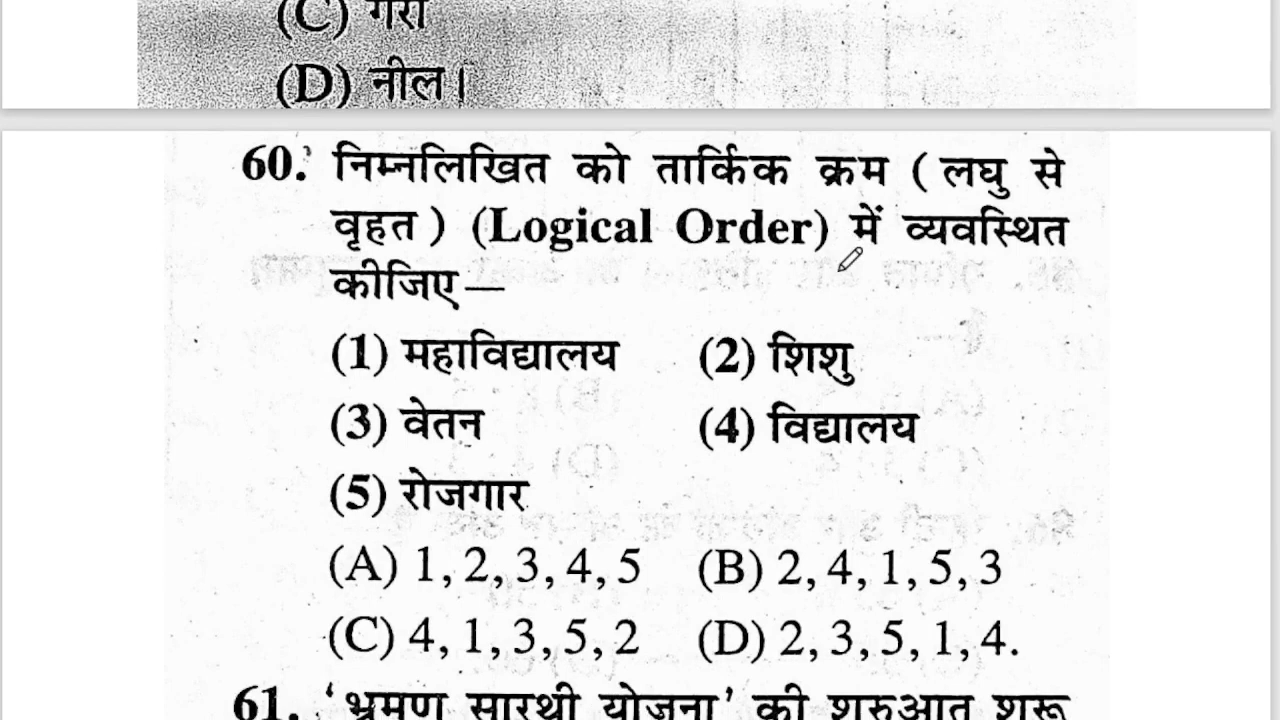 (C) गेरा
(D) नील।
60. निम्नलिखित को तार्किक क्रम (लघु से
वृहत) (Logical Order) में व्यवस्थित
कीजिए—
(1) महाविद्यालय (2) शिशु
(3) वेतन (4) विद्यालय
(5) रोजगार
(A) 1, 2, 3, 4, 5 (B) 2, 4, 1, 5, 3
(C) 4, 1, 3, 5, 2 (D) 2, 3, 5, 1, 4.
61. ‘भ्रमण सारथी योजना’ की शुरुआत शुरू